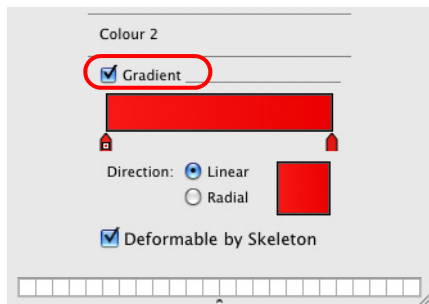 Colour 2
Gradient
Direction: Linear
Radial
Deformable by Skeleton